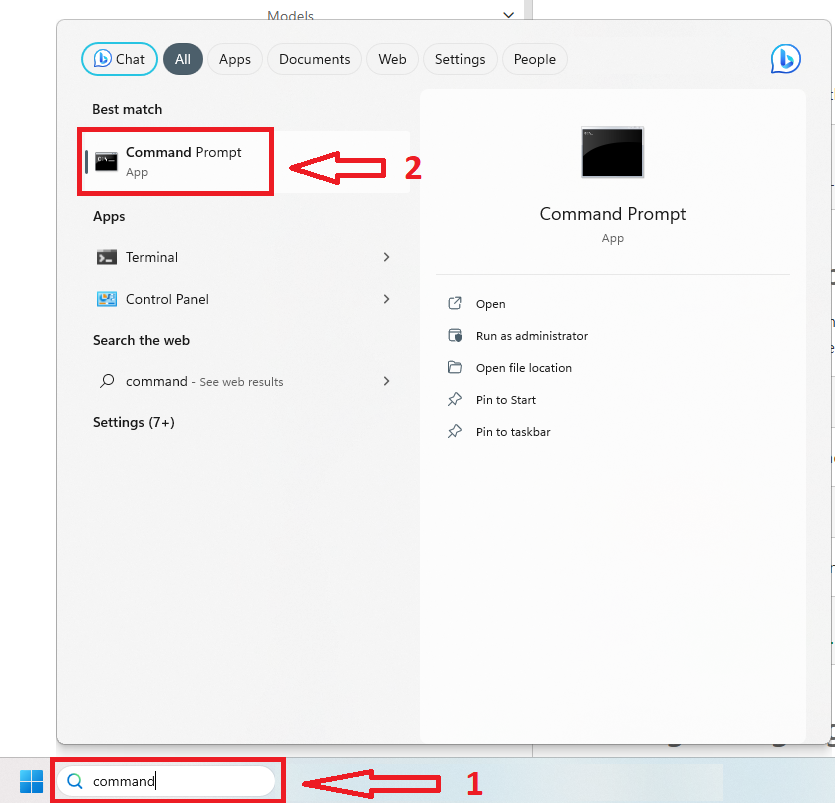 Models
Chat
All
Apps
Documents
Web
Settings
People
Best match
Command Prompt
App
2
Apps
Terminal
Control Panel
Search the web
command - See web results
Settings (7+)
Command Prompt
App
Open
Run as administrator
Open file location
Pin to Start
Pin to taskbar
command
1